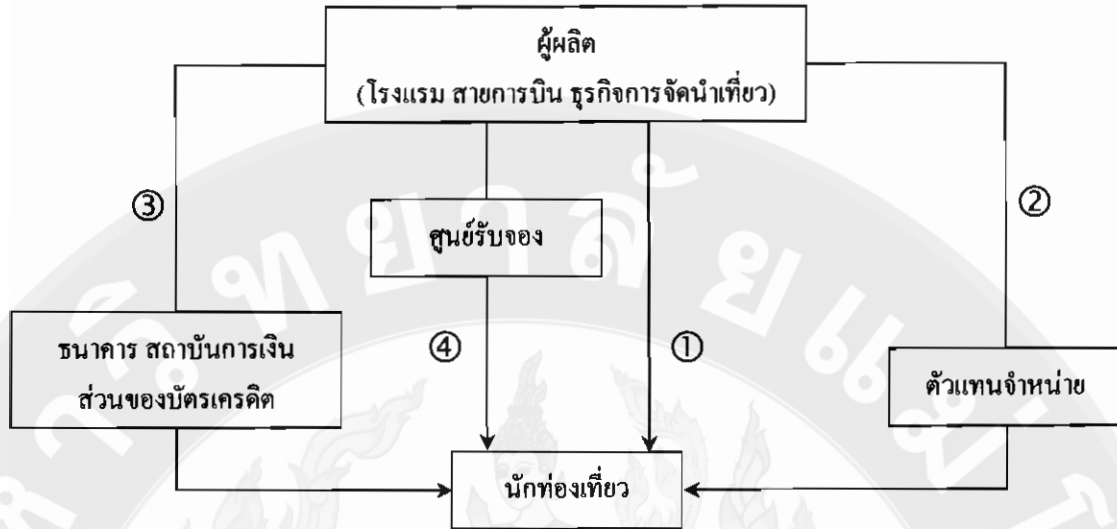 ผู้ผลิต
(โรงแรม สายการบิน ธุรกิจการจัดนำเที่ยว)
③
②
ศูนย์รับจอง
ธนาคาร สถาบันการเงิน
ส่วนของบัตรเครดิต
④
①
ตัวแทนจำหน่าย
นักท่องเที่ยว